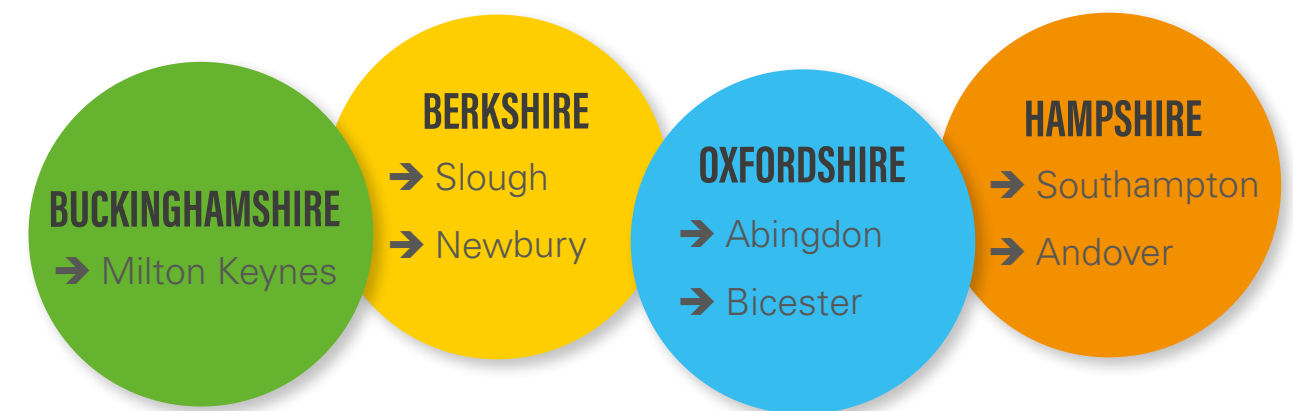 BUCKINGHAMSHIRE
➔ Milton Keynes
BERKSHIRE
➔ Slough
➔ Newbury
OXFORDSHIRE
➔ Abingdon
➔ Bicester
HAMPSHIRE
➔ Southampton
➔ Andover